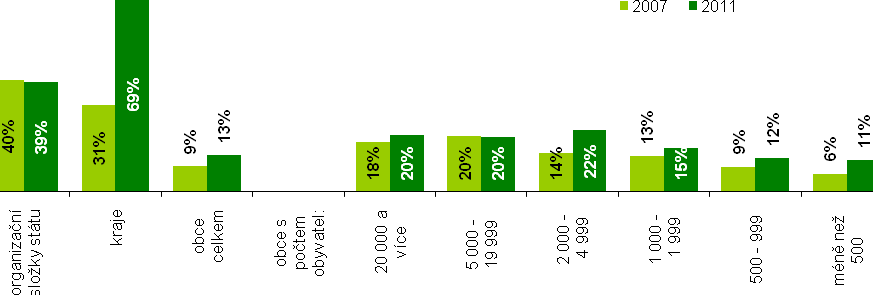 2007 2011
40% 39%
31% 69%
9% 13%
18% 20%
20% 20%
14% 22%
13% 15%
9% 12%
6% 11%
organizační
složky státu
kraje
obce
celkem
obce s
počtem
obyvatel:
20 000 a
více
5 000 -
19 999
2 000 -
4 999
1 000 -
1 999
500 - 999
méně než
500